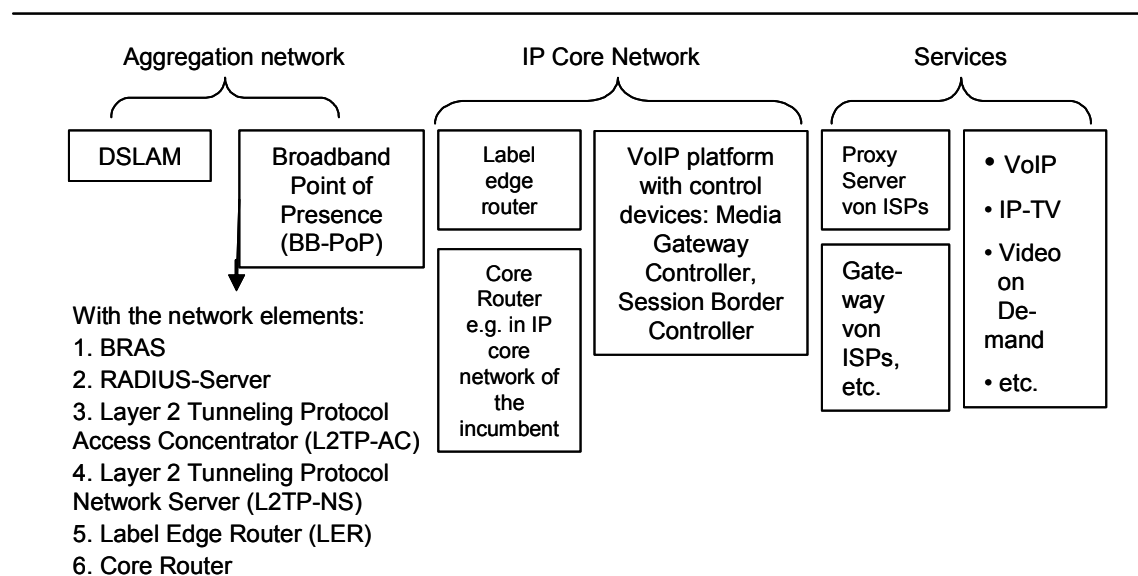 Aggregation network
IP Core Network
Services
DSLAM
Broadband
Point of
Presence
(BB-PoP)
Label
edge
router
VoIP platform
with control
devices: Media
Gateway
Controller,
Session Border
Controller
Proxy
Server
von ISPs
• VoIP
• IP-TV
• Video
on
De-
mand
• etc.
Core
Router
e.g. in IP
core
network of
the
incumbent
Gate-
way
von
ISPs,
etc.
With the network elements:
1. BRAS
2. RADIUS-Server
3. Layer 2 Tunneling Protocol
Access Concentrator (L2TP-AC)
4. Layer 2 Tunneling Protocol
Network Server (L2TP-NS)
5. Label Edge Router (LER)
6. Core Router